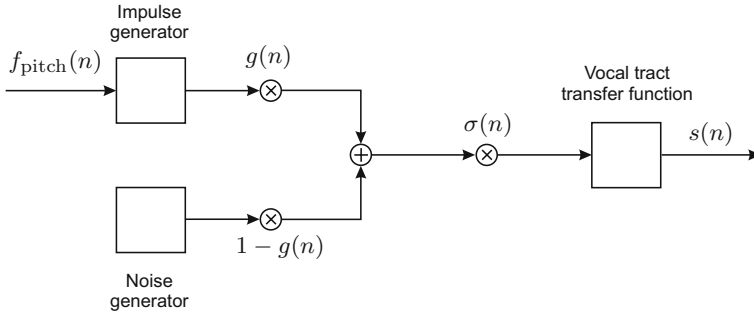 Impulse
generator
f_pitch(n)
g(n)
Vocal tract
transfer function
σ(n)
s(n)
1 − g(n)
Noise
generator